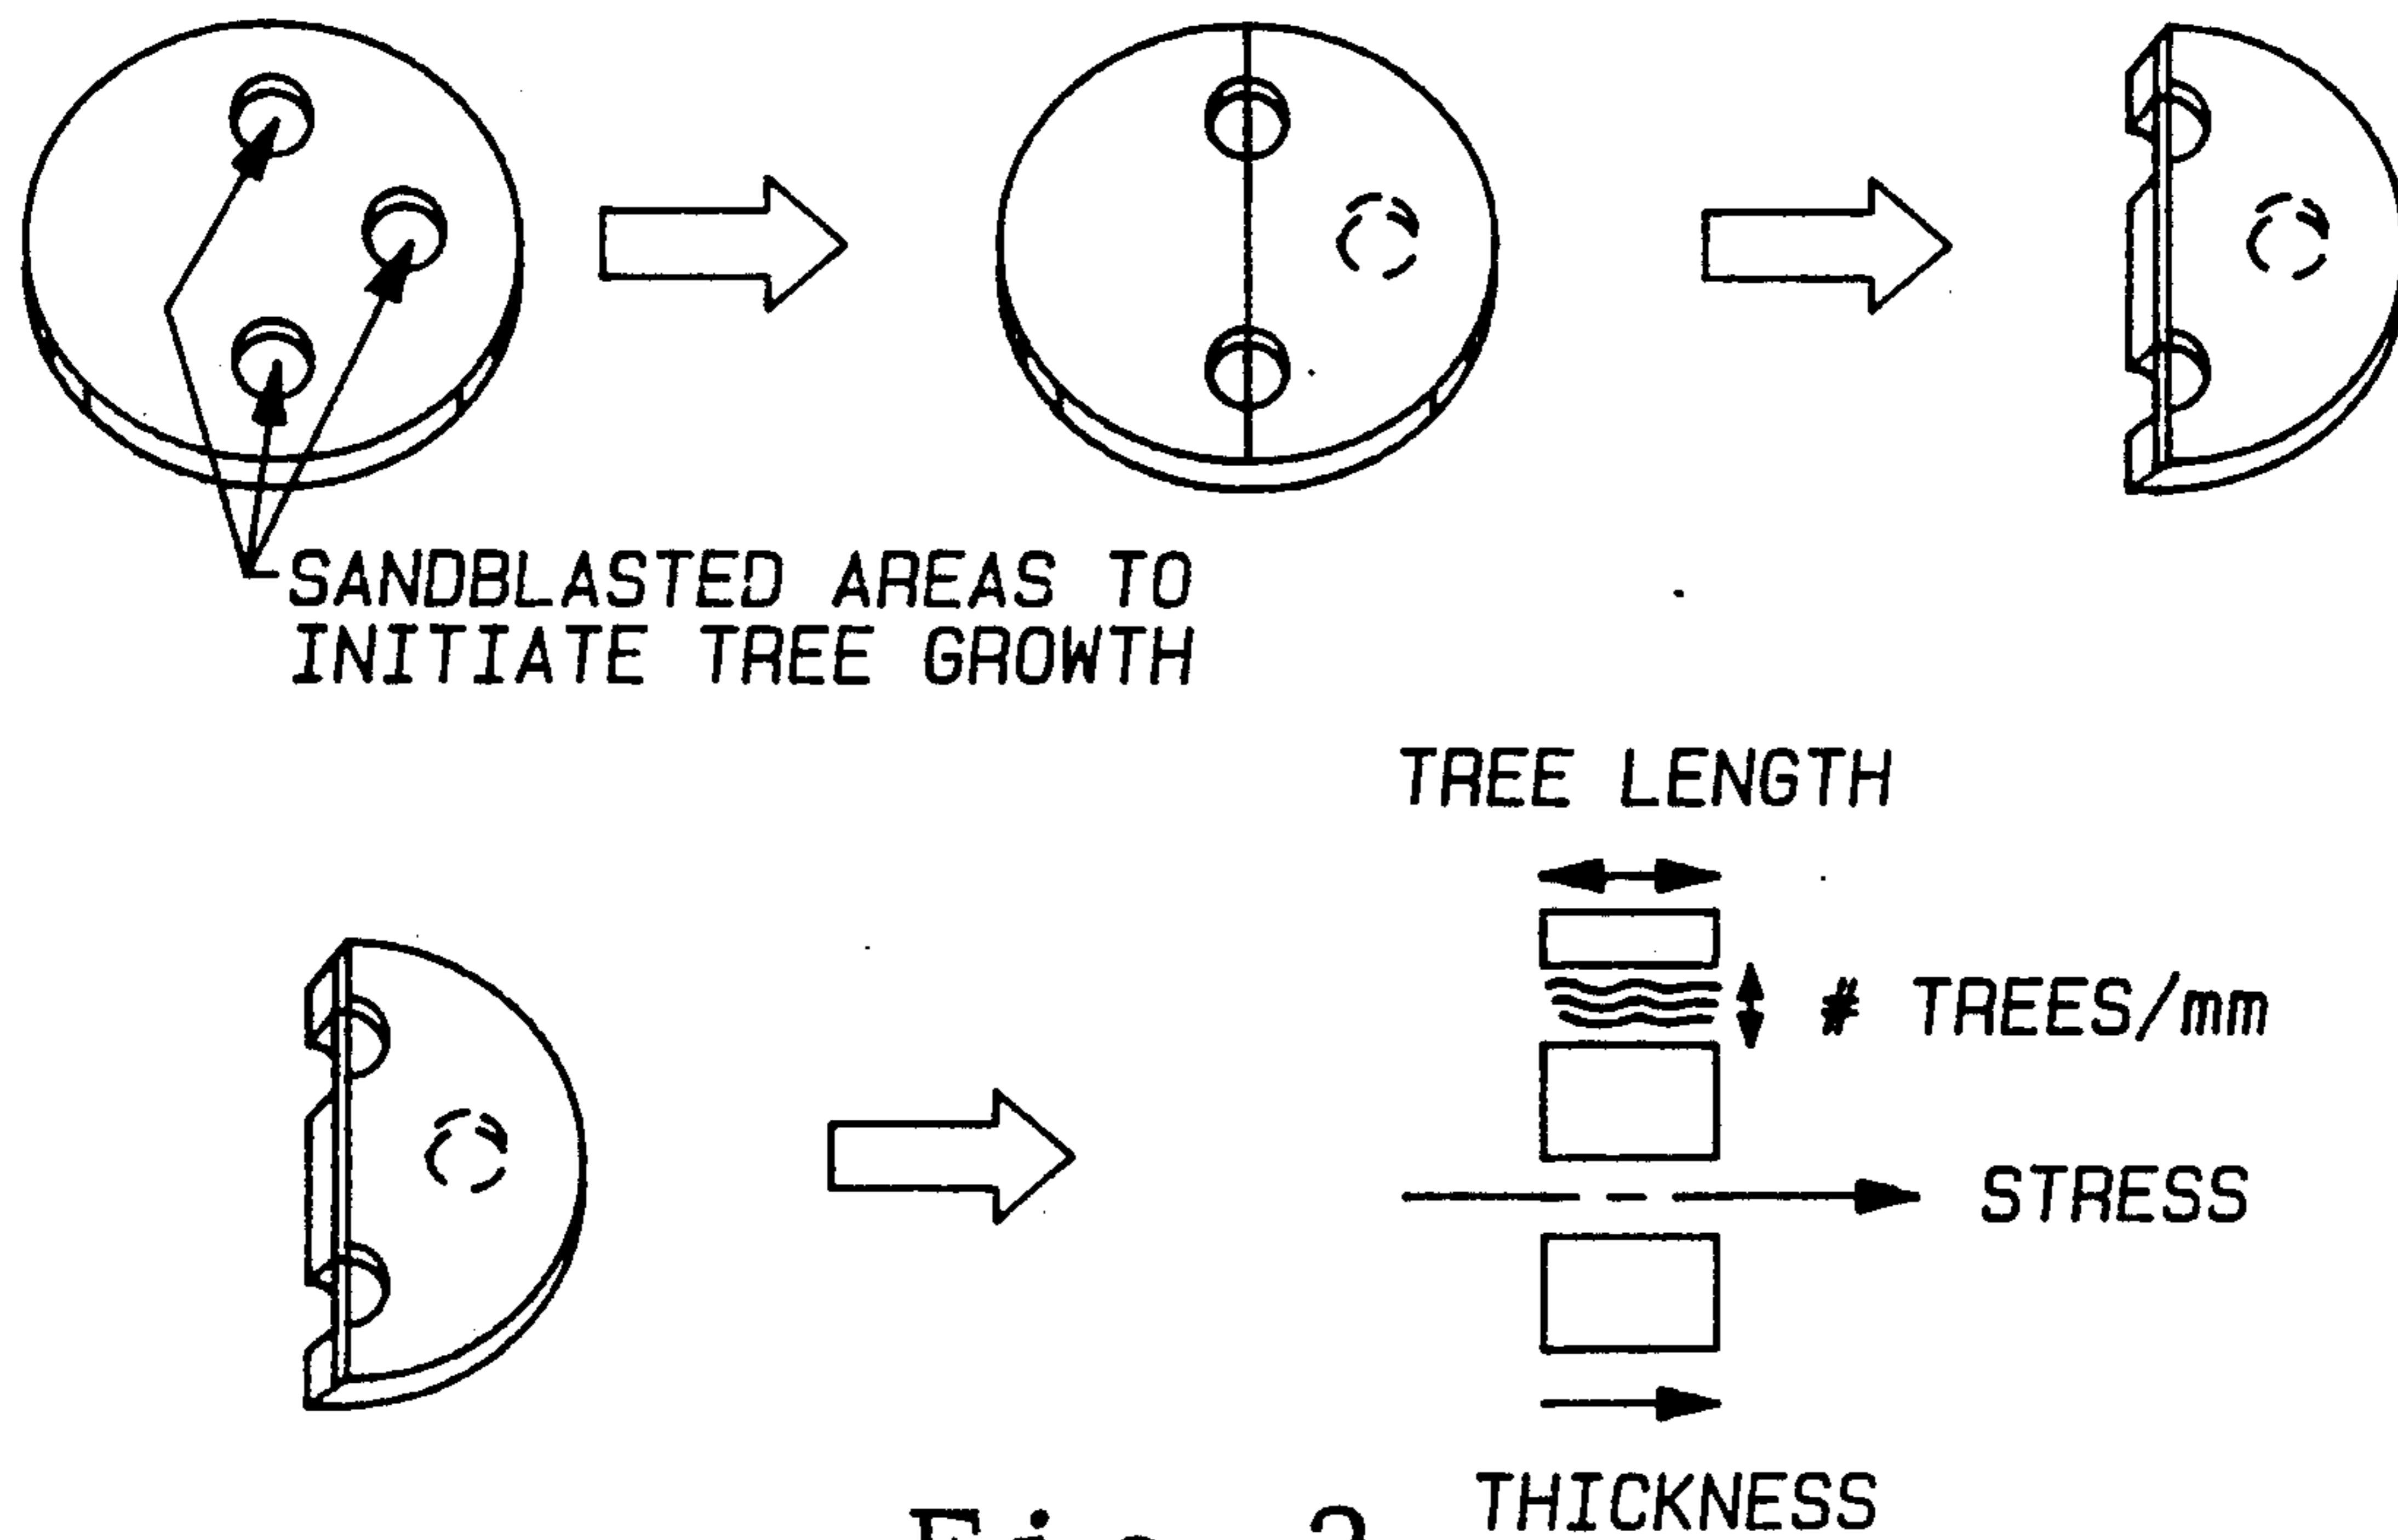 SANDBLASTED AREAS TO
INITIATE TREE GROWTH
TREE LENGTH
# TREES/mm
STRESS
THICKNESS